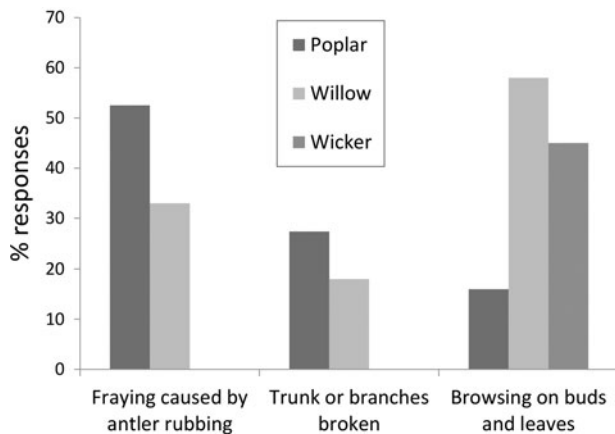 70
60
50
40
30
20
10
0
% responses
Poplar
Willow
Wicker
Fraying caused by
antler rubbing
Trunk or branches
broken
Browsing on buds
and leaves